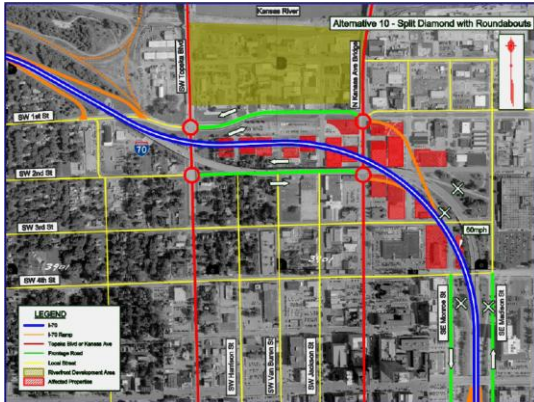 Kansas River
Alternative 10 - Split Diamond with Roundabouts
SW Topeka Blvd
N Kansas Ave Bridge
SW 1st St
70
SW 2nd St
SW 3rd St
60mph
SW 4th St
LEGEND
I-70
I-70 Ramp
Topeka Blvd or Kansas Ave
Frontage Road
Local Street
Riverfront Development Area
Affected Properties
SW Harrison St
SW Van Buren St
SW Jackson St
SE Monroe St
SE Madison St